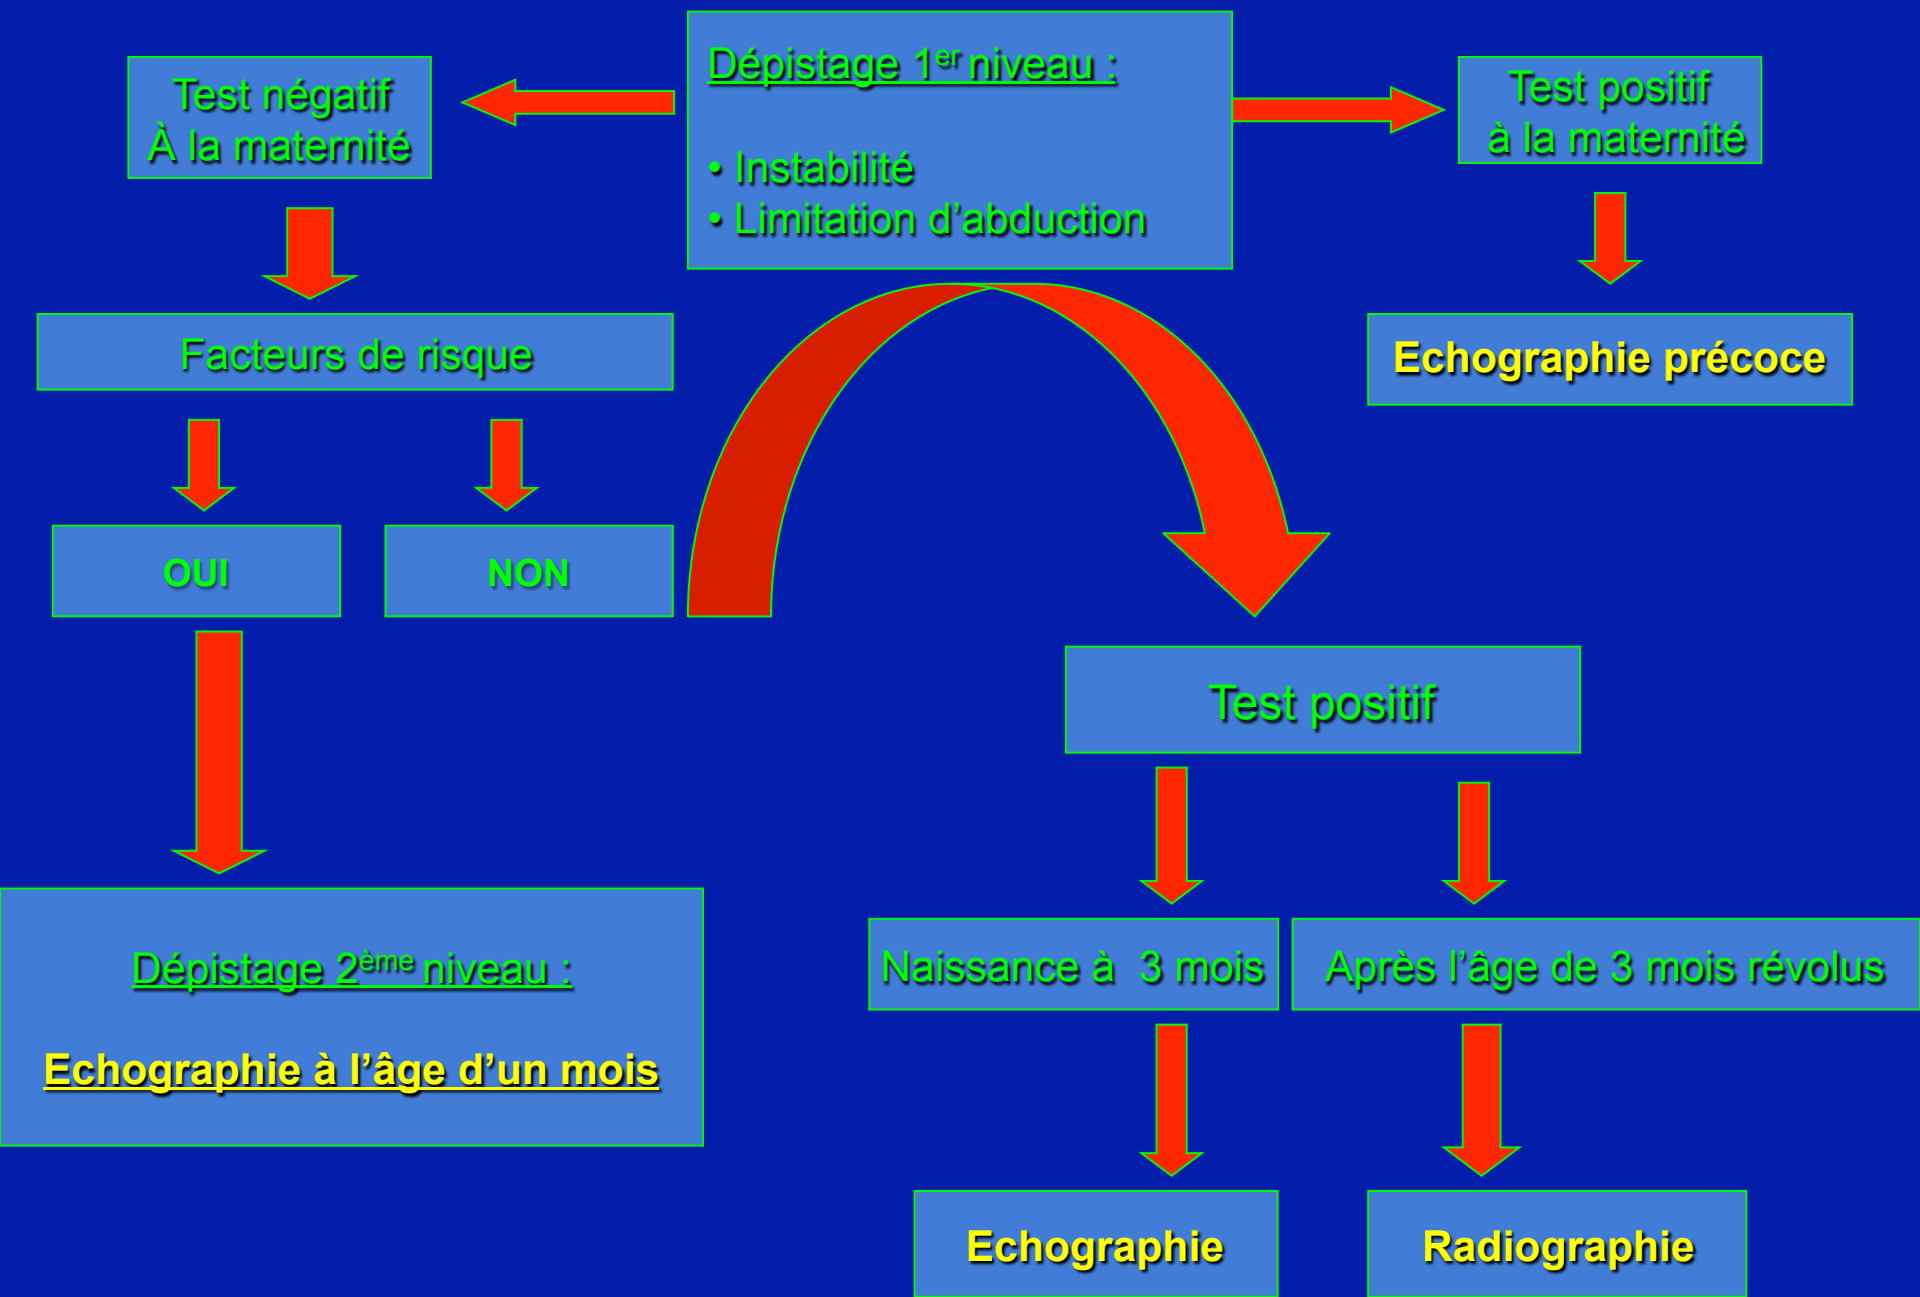 Dépistage 1er niveau :
• Instabilité
• Limitation d’abduction
Test négatif
À la maternité
Test positif
à la maternité
Facteurs de risque
Echographie précoce
OUI
NON
Test positif
Dépistage 2ème niveau :
Echographie à l’âge d’un mois
Naissance à 3 mois
Après l’âge de 3 mois révolus
Echographie
Radiographie